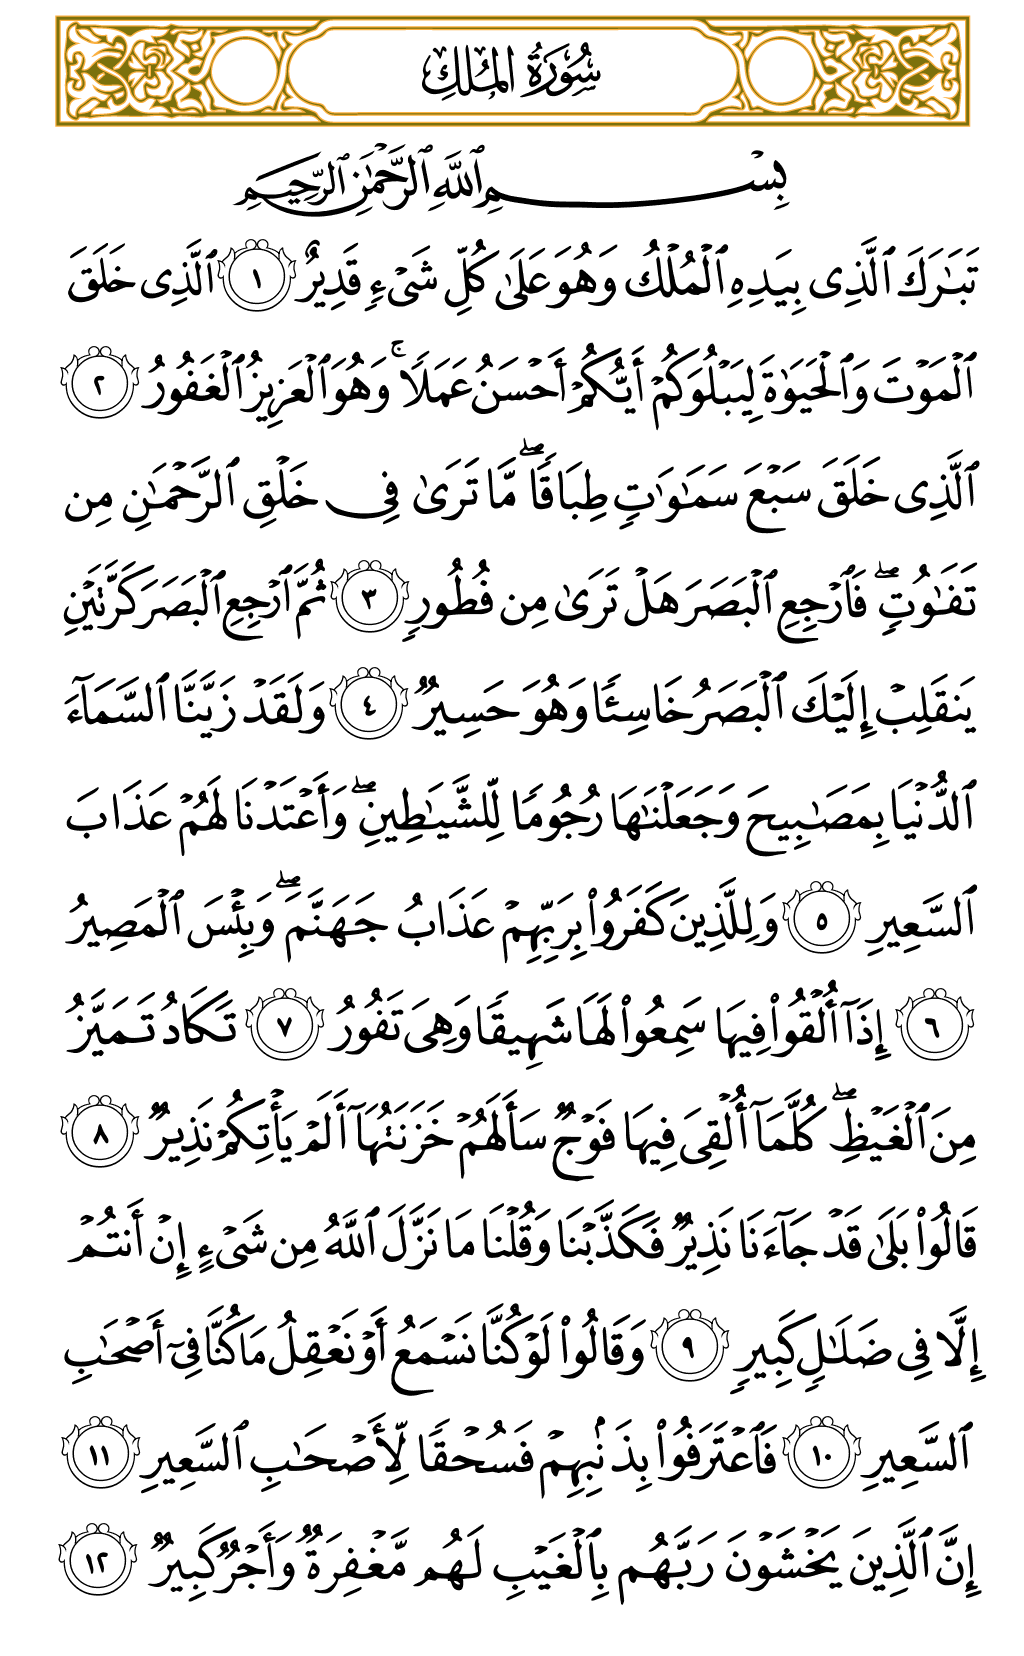 سُورَةُ المُلكِ
بِسْمِ ٱللَّهِ ٱلرَّحْمَٰنِ ٱلرَّحِيمِ
تَبَٰرَكَ ٱلَّذِى بِيَدِهِ ٱلْمُلْكُ وَهُوَ عَلَىٰ كُلِّ شَىْءٍ قَدِيرٌ ١ ٱلَّذِى خَلَقَ
ٱلْمَوْتَ وَٱلْحَيَوٰةَ لِيَبْلُوَكُمْ أَيُّكُمْ أَحْسَنُ عَمَلًا ۚ وَهُوَ ٱلْعَزِيزُ ٱلْغَفُورُ ٢
ٱلَّذِى خَلَقَ سَبْعَ سَمَٰوَٰتٍ طِبَاقًا ۖ مَّا تَرَىٰ فِى خَلْقِ ٱلرَّحْمَٰنِ مِن
تَفَٰوُتٍ ۖ فَٱرْجِعِ ٱلْبَصَرَ هَلْ تَرَىٰ مِن فُطُورٍ ٣ ثُمَّ ٱرْجِعِ ٱلْبَصَرَ كَرَّتَيْنِ
يَنقَلِبْ إِلَيْكَ ٱلْبَصَرُ خَاسِئًا وَهُوَ حَسِيرٌ ٤ وَلَقَدْ زَيَّنَّا ٱلسَّمَآءَ
ٱلدُّنْيَا بِمَصَٰبِيحَ وَجَعَلْنَٰهَا رُجُومًا لِّلشَّيَٰطِينِ ۖ وَأَعْتَدْنَا لَهُمْ عَذَابَ
ٱلسَّعِيرِ ٥ وَلِلَّذِينَ كَفَرُوا۟ بِرَبِّهِمْ عَذَابُ جَهَنَّمَ ۖ وَبِئْسَ ٱلْمَصِيرُ
٦ إِذَآ أُلْقُوا۟ فِيهَا سَمِعُوا۟ لَهَا شَهِيقًا وَهِىَ تَفُورُ ٧ تَكَادُ تَمَيَّزُ
مِنَ ٱلْغَيْظِ ۖ كُلَّمَآ أُلْقِىَ فِيهَا فَوْجٌ سَأَلَهُمْ خَزَنَتُهَآ أَلَمْ يَأْتِكُمْ نَذِيرٌ ٨
قَالُوا۟ بَلَىٰ قَدْ جَآءَنَا نَذِيرٌ فَكَذَّبْنَا وَقُلْنَا مَا نَزَّلَ ٱللَّهُ مِن شَىْءٍ إِنْ أَنتُمْ
إِلَّا فِى ضَلَٰلٍ كَبِيرٍ ٩ وَقَالُوا۟ لَوْ كُنَّا نَسْمَعُ أَوْ نَعْقِلُ مَا كُنَّا فِىٓ أَصْحَٰبِ
ٱلسَّعِيرِ ١٠ فَٱعْتَرَفُوا۟ بِذَنۢبِهِمْ فَسُحْقًا لِّأَصْحَٰبِ ٱلسَّعِيرِ ١١
إِنَّ ٱلَّذِينَ يَخْشَوْنَ رَبَّهُم بِٱلْغَيْبِ لَهُم مَّغْفِرَةٌ وَأَجْرٌ كَبِيرٌ ١٢